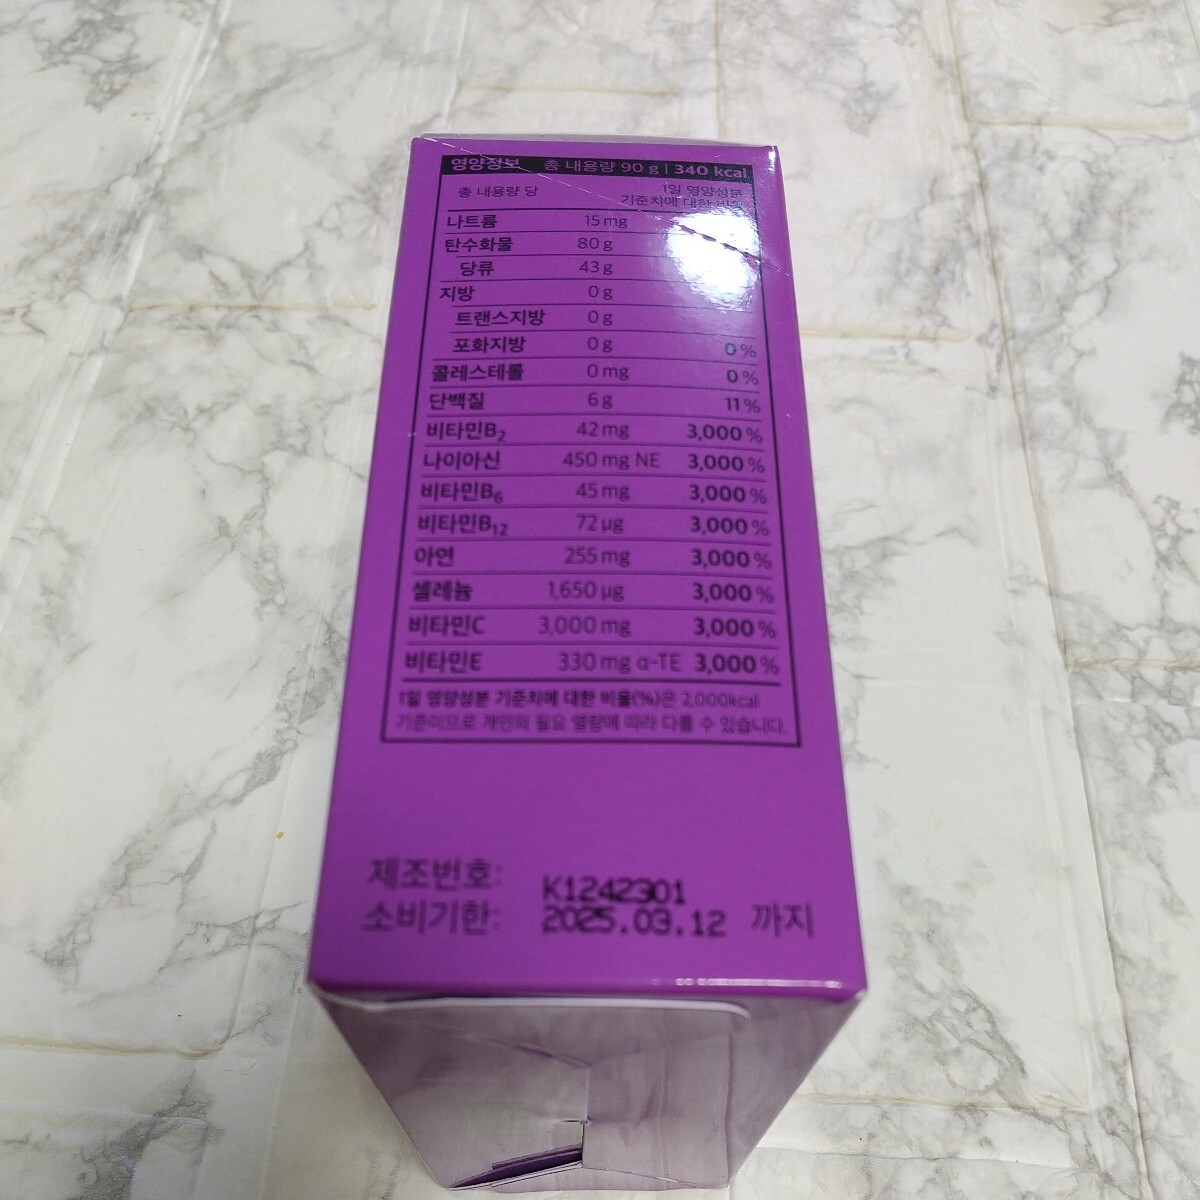 영양정보 총 내용량 90 g | 340 kcal
총 내용량 당 1일 영양성분
기준치에 대한 비율
나트륨 15 mg
탄수화물 80 g
당류 43 g
지방 0 g
트랜스지방 0 g
포화지방 0 g 0 %
콜레스테롤 0 mg 0 %
단백질 6 g 11 %
비타민B2 42 mg 3,000 %
나이아신 450 mg NE 3,000 %
비타민B6 45 mg 3,000 %
비타민B12 72 µg 3,000 %
아연 255 mg 3,000 %
셀레늄 1,650 µg 3,000 %
비타민C 3,000 mg 3,000 %
비타민E 330 mg α-TE 3,000 %
1일 영양성분 기준치에 대한 비율(%)은 2,000kcal
기준이므로 개인의 필요 열량에 따라 다를 수 있습니다.
제조번호: K1242301
소비기한: 2025.03.12 까지